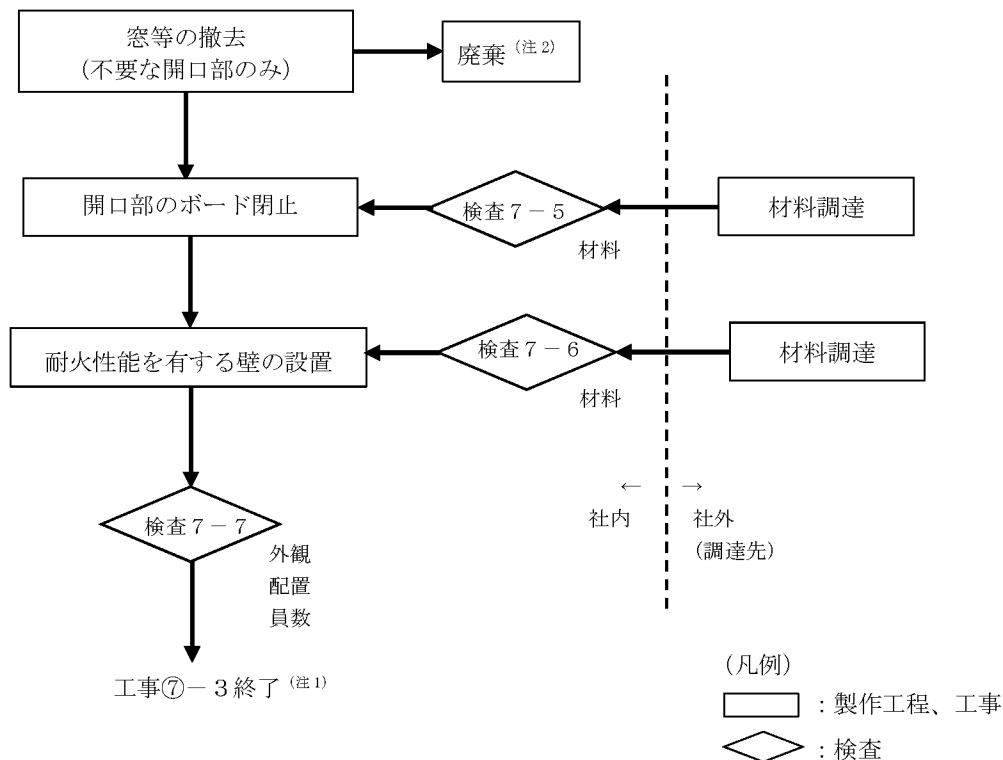 窓等の撤去
(不要な開口部のみ)
廃棄(注2)
開口部のボード閉止
検査7-5
材料
材料調達
耐火性能を有する壁の設置
検査7-6
材料
材料調達
← →
社内 社外
(調達先)
検査7-7
外観
配置
員数
工事⑦-3終了(注1)
(凡例)
:製作工程、工事
:検査